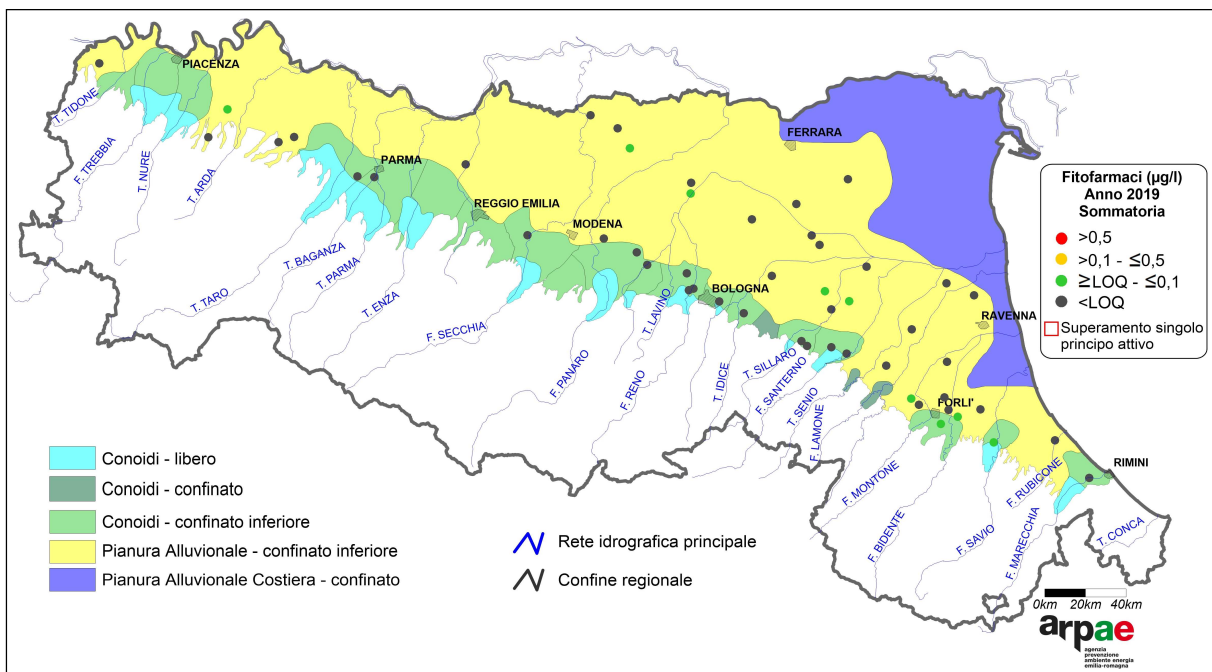 PIACENZA
T. TIDONE
F. TREBBIA
T. NURE
T. ARDA
PARMA
REGGIO EMILIA
MODENA
FERRARA
BOLOGNA
RAVENNA
FORLI'
RIMINI
T. TARO
T. BAGANZA
T. PARMA
T. ENZA
F. SECCHIA
F. PANARO
F. RENO
T. LAVINO
T. IDICE
T. SILLARO
F. SANTERNO
T. SENIO
F. LAMONE
F. MONTONE
F. BIDENTE
F. SAVIO
F. RUBICONE
F. MARECCHIA
T. CONCA
Fitofarmaci (µg/l)
Anno 2019
Sommatoria
>0,5
>0,1 - ≤0,5
≥LOQ - ≤0,1
<LOQ
Superamento singolo
principo attivo
Conoidi - libero
Conoidi - confinato
Conoidi - confinato inferiore
Pianura Alluvionale - confinato inferiore
Pianura Alluvionale Costiera - confinato
Rete idrografica principale
Confine regionale
0km 20km 40km
arpae
agenzia
prevenzione
ambiente energia
emilia-romagna